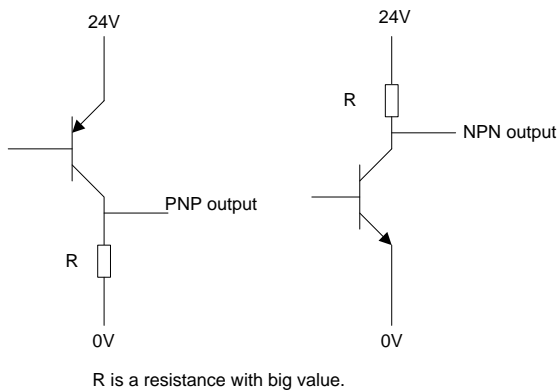 24V
PNP output
R
0V
24V
R
NPN output
0V
R is a resistance with big value.